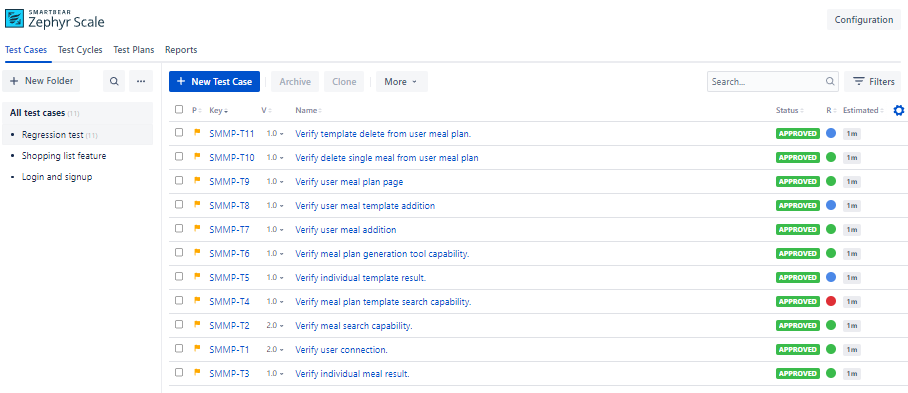 SMARTBEAR
Zephyr Scale
Configuration
Test Cases Test Cycles Test Plans Reports
+ New Folder ... + New Test Case Archive Clone More Search... Filters
All test cases (11)
• Regression test (11)
• Shopping list feature
• Login and signup
P Key V Name Status R Estimated
SMMP-T11 1.0 Verify template delete from user meal plan. APPROVED 1m
SMMP-T10 1.0 Verify delete single meal from user meal plan APPROVED 1m
SMMP-T9 1.0 Verify user meal plan page APPROVED 1m
SMMP-T8 1.0 Verify user meal template addition APPROVED 1m
SMMP-T7 1.0 Verify user meal addition APPROVED 1m
SMMP-T6 1.0 Verify meal plan generation tool capability. APPROVED 1m
SMMP-T5 1.0 Verify individual template result. APPROVED 1m
SMMP-T4 1.0 Verify meal plan template search capability. APPROVED 1m
SMMP-T2 2.0 Verify meal search capability. APPROVED 1m
SMMP-T1 2.0 Verify user connection. APPROVED 1m
SMMP-T3 1.0 Verify individual meal result. APPROVED 1m